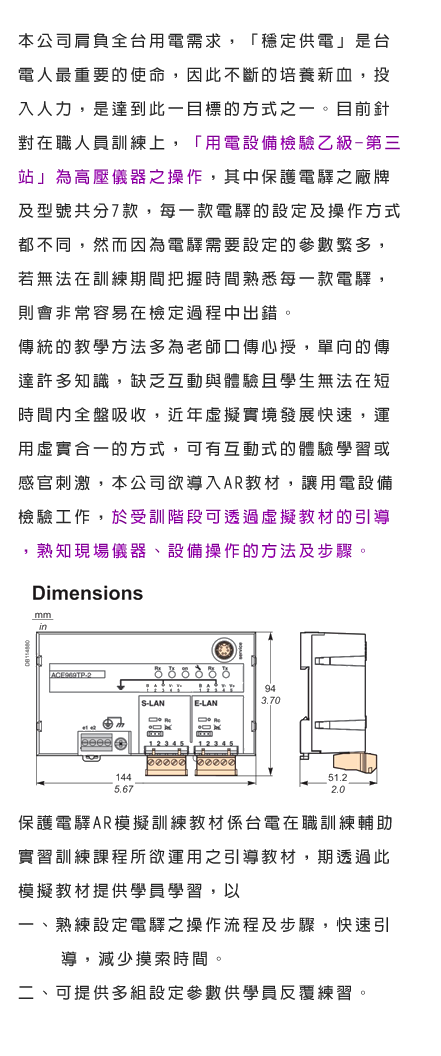 本公司肩負全台用電需求，「穩定供電」是台
電人最重要的使命，因此不斷的培養新血，投
入人力，是達到此一目標的方式之一。目前針
對在職人員訓練上，「用電設備檢驗乙級-第三
站」為高壓儀器之操作，其中保護電驛之廠牌
及型號共分7款，每一款電驛的設定及操作方式
都不同，然而因為電驛需要設定的參數繁多，
若無法在訓練期間把握時間熟悉每一款電驛，
則會非常容易在檢定過程中出錯。
傳統的教學方法多為老師口傳心授，單向的傳
達許多知識，缺乏互動與體驗且學生無法在短
時間內全盤吸收，近年虛擬實境發展快速，運
用虛實合一的方式，可有互動式的體驗學習或
感官刺激，本公司欲導入AR教材，讓用電設備
檢驗工作，於受訓階段可透過虛擬教材的引導
，熟知現場儀器、設備操作的方法及步驟。
Dimensions
mm
in
DB114880
ACE969TP-2
Rx Tx on Rx Tx
service
B A V- V+ B A V- V+
1 2 3 4 5 1 2 3 4 5
S-LAN E-LAN
Rc Rc
e1 e2
1 2 3 4 5 1 2 3 4 5
94
3.70
144
5.67
51.2
2.0
保護電驛AR模擬訓練教材係台電在職訓練輔助
實習訓練課程所欲運用之引導教材，期透過此
模擬教材提供學員學習，以
一、熟練設定電驛之操作流程及步驟，快速引
導，減少摸索時間。
二、可提供多組設定參數供學員反覆練習。